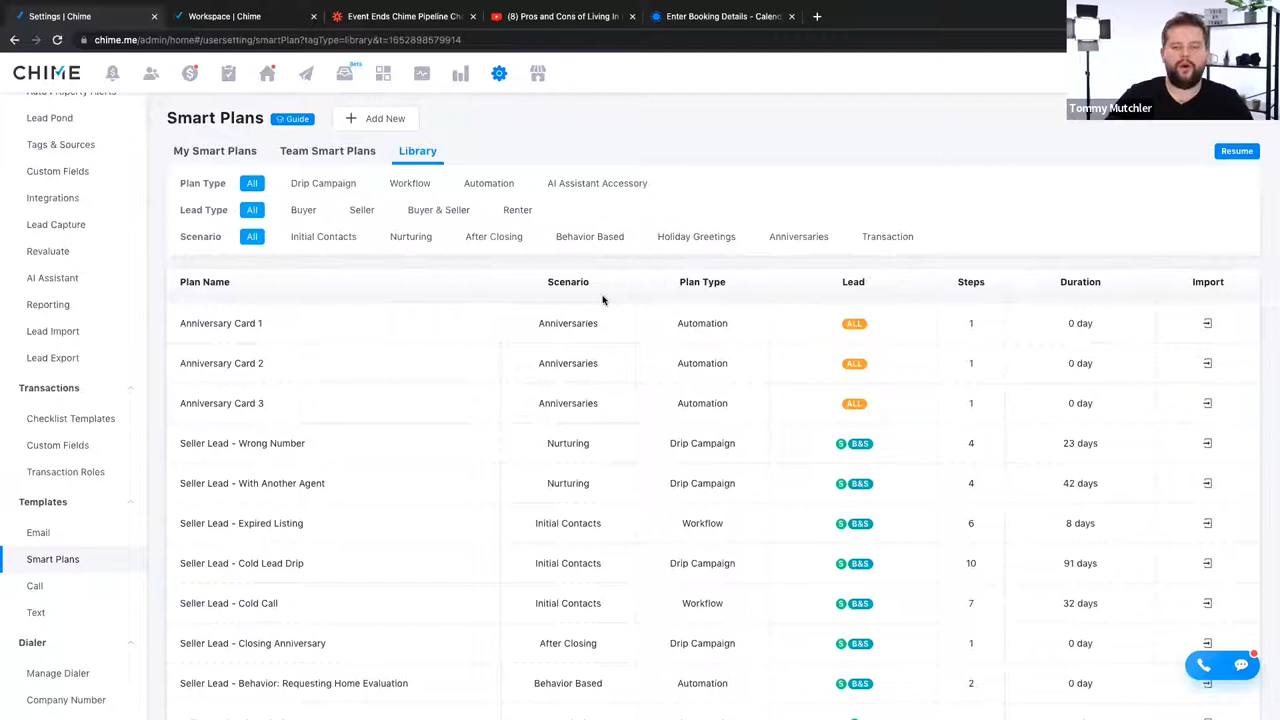 Settings | Chime
Workspace | Chime
Event Ends Chime Pipeline Ch
(8) Pros and Cons of Living In
Enter Booking Details - Calenc
chime.me/admin/home#/usersetting/smartPlan?tagType=library&t=1652898579914
CHIME
Beta
Tommy Mutchler
Auto Property Alerts
Lead Pond
Tags & Sources
Custom Fields
Integrations
Lead Capture
Revaluate
AI Assistant
Reporting
Lead Import
Lead Export
Transactions
Checklist Templates
Custom Fields
Transaction Roles
Templates
Email
Smart Plans
Call
Text
Dialer
Manage Dialer
Company Number
Smart Plans Guide + Add New
My Smart Plans Team Smart Plans Library Resume
Plan Type All Drip Campaign Workflow Automation AI Assistant Accessory
Lead Type All Buyer Seller Buyer & Seller Renter
Scenario All Initial Contacts Nurturing After Closing Behavior Based Holiday Greetings Anniversaries Transaction
Plan Name Scenario Plan Type Lead Steps Duration Import
Anniversary Card 1 Anniversaries Automation ALL 1 0 day
Anniversary Card 2 Anniversaries Automation ALL 1 0 day
Anniversary Card 3 Anniversaries Automation ALL 1 0 day
Seller Lead - Wrong Number Nurturing Drip Campaign S B&S 4 23 days
Seller Lead - With Another Agent Nurturing Drip Campaign S B&S 4 42 days
Seller Lead - Expired Listing Initial Contacts Workflow S B&S 6 8 days
Seller Lead - Cold Lead Drip Initial Contacts Drip Campaign S B&S 10 91 days
Seller Lead - Cold Call Initial Contacts Workflow S B&S 7 32 days
Seller Lead - Closing Anniversary After Closing Drip Campaign S B&S 1 0 day
Seller Lead - Behavior: Requesting Home Evaluation Behavior Based Automation S B&S 2 0 day